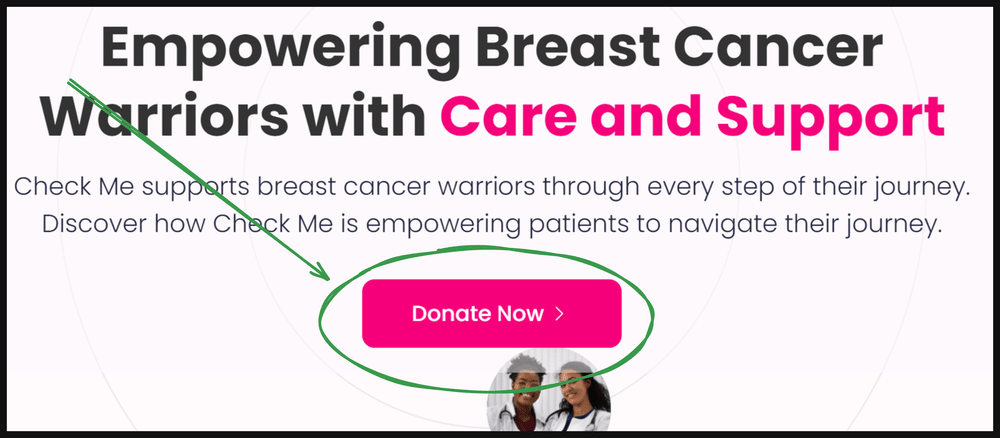 Empowering Breast Cancer
Warriors with Care and Support
Check Me supports breast cancer warriors through every step of their journey.
Discover how Check Me is empowering patients to navigate their journey.
Donate Now >